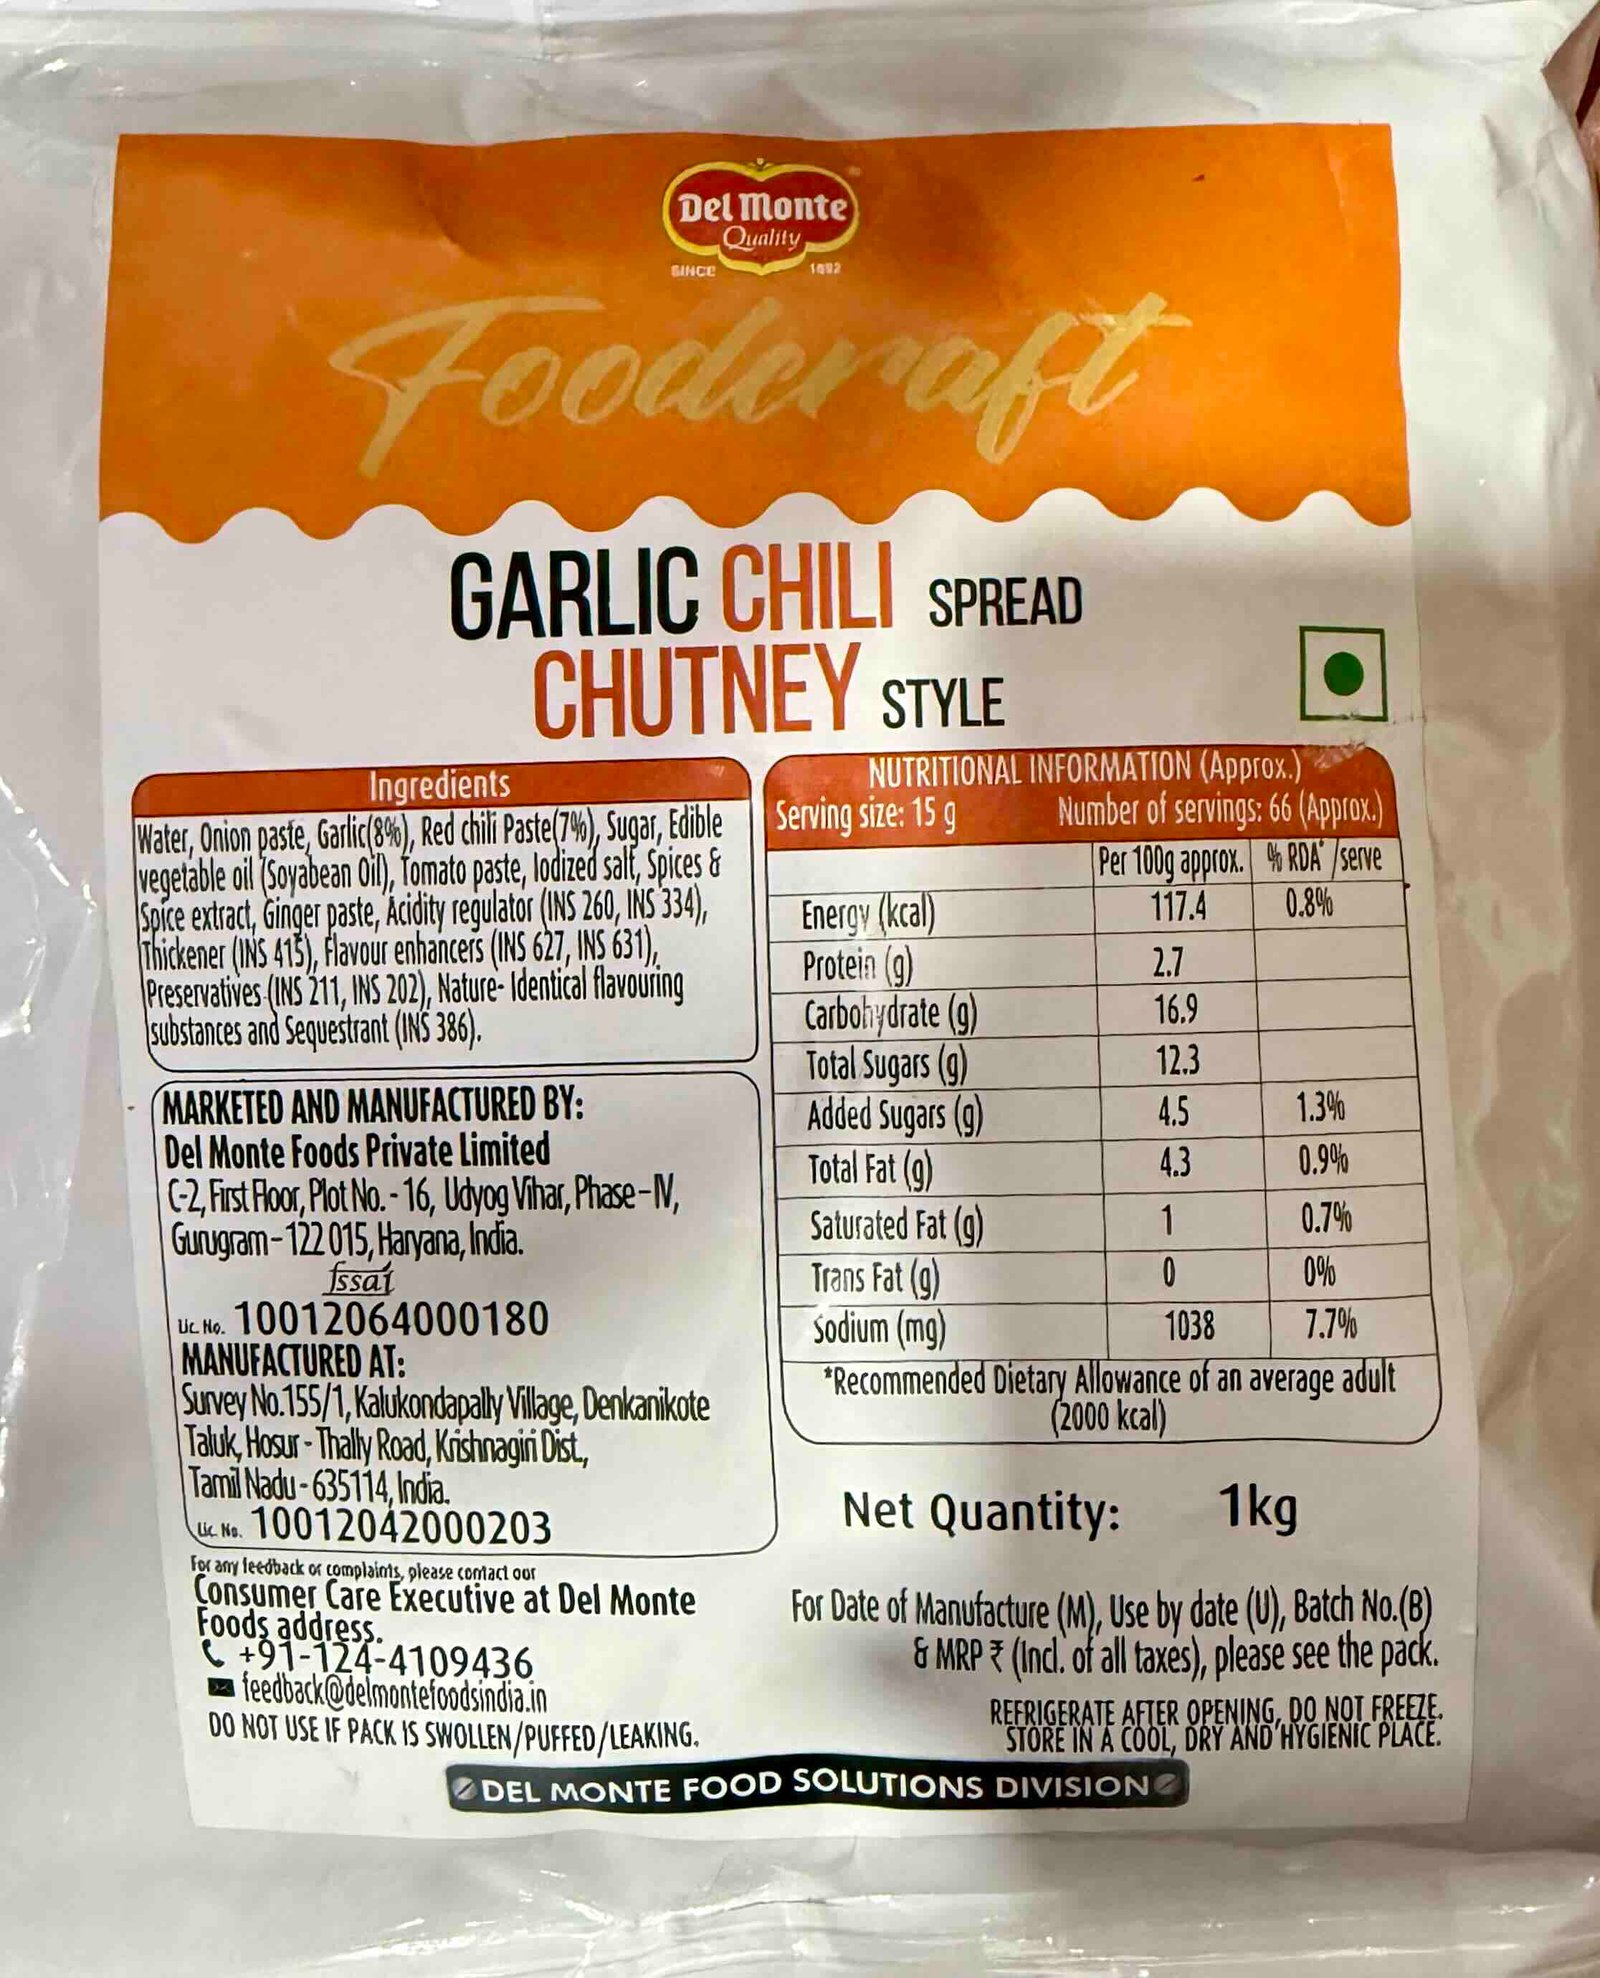 Del Monte
Quality
SINCE 1892
Foodcraft
GARLIC CHILI SPREAD
CHUTNEY STYLE
Ingredients
Water, Onion paste, Garlic(8%), Red chili Paste(7%), Sugar, Edible
vegetable oil (Soyabean Oil), Tomato paste, Iodized salt, Spices &
Spice extract, Ginger paste, Acidity regulator (INS 260, INS 334),
Thickener (INS 415), Flavour enhancers (INS 627, INS 631),
Preservatives (INS 211, INS 202), Nature- Identical flavouring
substances and Sequestrant (INS 386).
MARKETED AND MANUFACTURED BY:
Del Monte Foods Private Limited
C-2, First Floor, Plot No. - 16, Udyog Vihar, Phase-IV,
Gurugram-122 015, Haryana, India.
fssai
Lic. No. 10012064000180
MANUFACTURED AT:
Survey No.155/1, Kalukondapally Village, Denkanikote
Taluk, Hosur - Thally Road, Krishnagiri Dist.,
Tamil Nadu-635114, India.
Lic. No. 10012042000203
For any feedback or complaints, please contact our
Consumer Care Executive at Del Monte
Foods address.
+91-124-4109436
feedback@delmontefoodsindia.in
DO NOT USE IF PACK IS SWOLLEN/PUFFED/LEAKING.
NUTRITIONAL INFORMATION (Approx.)
Serving size: 15 g Number of servings: 66 (Approx.)
Per 100g approx. % RDA* /serve
Energy (kcal) 117.4 0.8%
Protein (g) 2.7
Carbohydrate (g) 16.9
Total Sugars (g) 12.3
Added Sugars (g) 4.5 1.3%
Total Fat (g) 4.3 0.9%
Saturated Fat (g) 1 0.7%
Trans Fat (g) 0 0%
Sodium (mg) 1038 7.7%
*Recommended Dietary Allowance of an average adult
(2000 kcal)
Net Quantity: 1kg
For Date of Manufacture (M), Use by date (U), Batch No.(B)
& MRP ₹ (Incl. of all taxes), please see the pack.
REFRIGERATE AFTER OPENING, DO NOT FREEZE.
STORE IN A COOL, DRY AND HYGIENIC PLACE.
DEL MONTE FOOD SOLUTIONS DIVISION